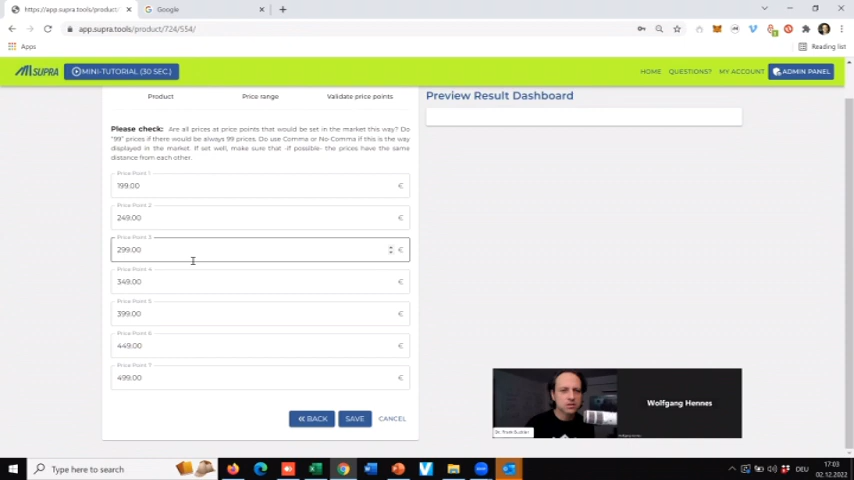 https://app.supra.tools/product/
Google
app.supra.tools/product/724/554/
Apps
Reading list
SUPRA
MINI-TUTORIAL (30 SEC.)
HOME
QUESTIONS?
MY ACCOUNT
ADMIN PANEL
Product
Price range
Validate price points
Preview Result Dashboard
Please check: Are all prices at price points that would be set in the market this way? Do
"99" prices if there would be always 99 prices. Do use Comma or No Comma if this is the way
displayed in the market. If set well, make sure that -if possible- the prices have the same
distance from each other.
Price Point 1
199.00 €
Price Point 2
249.00 €
Price Point 3
299.00 €
Price Point 4
349.00 €
Price Point 5
399.00 €
Price Point 6
449.00 €
Price Point 7
499.00 €
« BACK
SAVE
CANCEL
Wolfgang Hennes
Wolfgang Hennes
Type here to search
DEU
17:03
02.12.2022